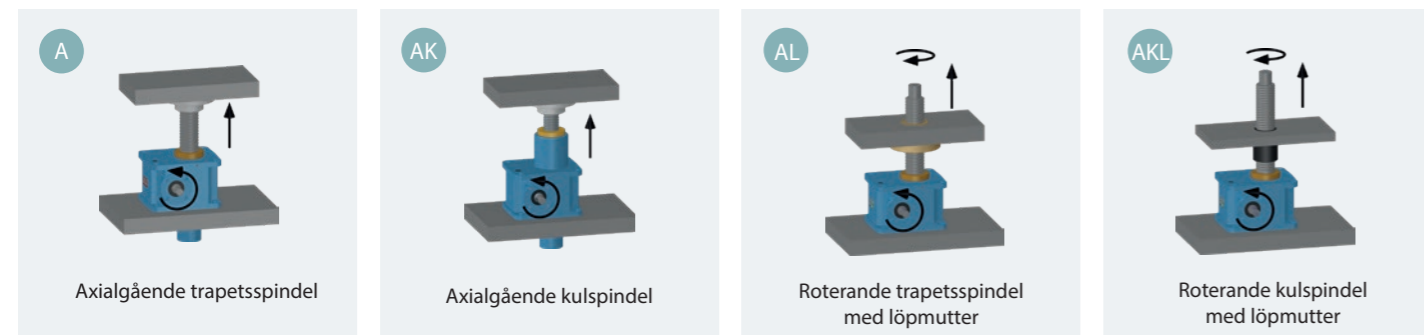 A
Axialgående trapetsspindel
AK
Axialgående kulspindel
AL
Roterande trapetsspindel
med löpmutter
AKL
Roterande kulspindel
med löpmutter